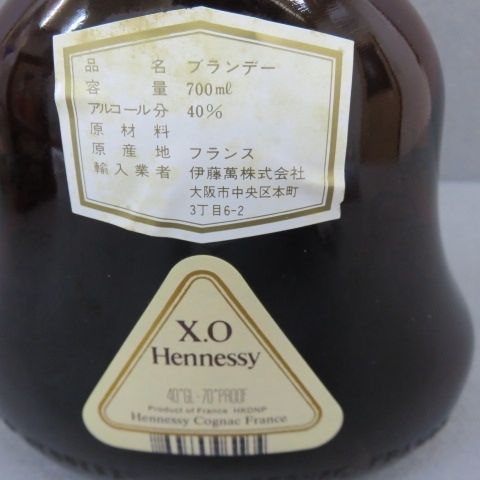 品名 ブランデー
容量 700ml
アルコール分 40%
原材料
原産地 フランス
輸入業者 伊藤萬株式会社
大阪市中央区本町
3丁目6-2
X.O
Hennessy
40°GL-70°PROOF
Product of France HKDNP
Hennessy Cognac France